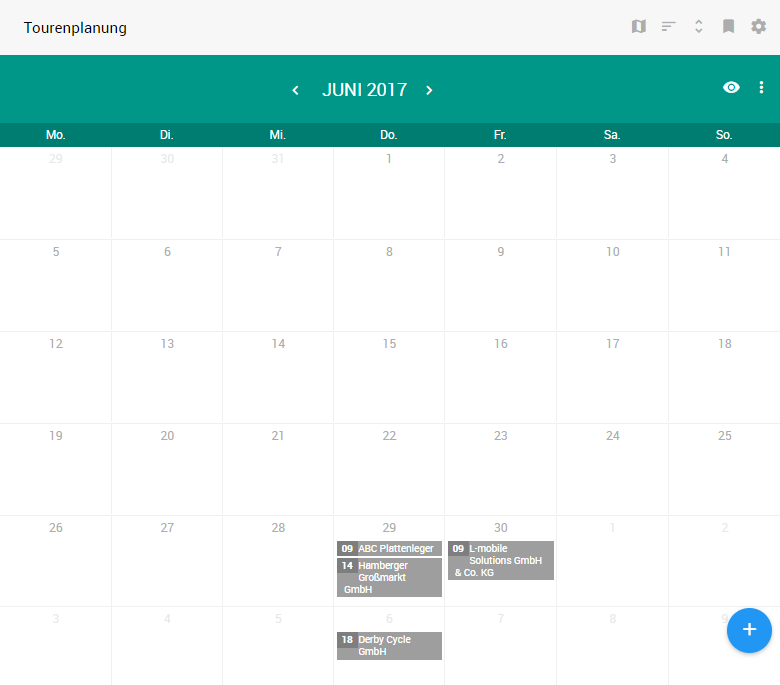 Tourenplanung
JUNI 2017
Mo. Di. Mi. Do. Fr. Sa. So.
29 30 31 1 2 3 4
5 6 7 8 9 10 11
12 13 14 15 16 17 18
19 20 21 22 23 24 25
26 27 28 29 30 1 2
09 ABC Plattenleger
14 Hamberger
Großmarkt
GmbH
09 L-mobile
Solutions GmbH
& Co. KG
3 4 5 6 7 8 9
18 Derby Cycle
GmbH